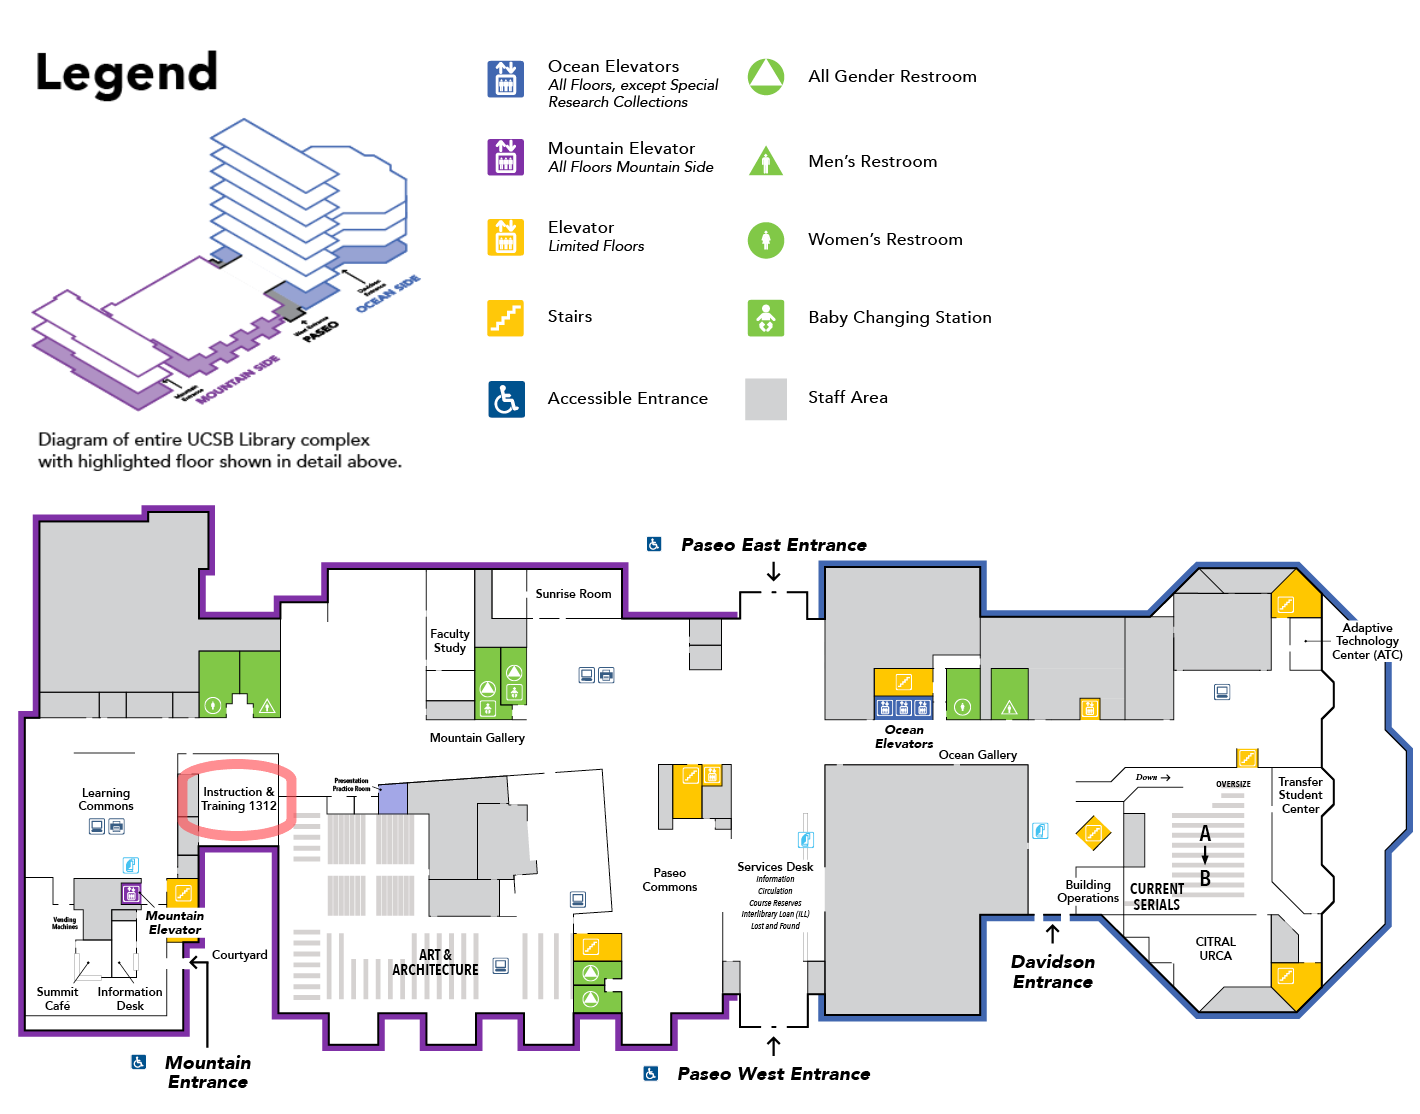 Legend
Ocean Elevators
All Floors, except Special
Research Collections
Mountain Elevator
All Floors Mountain Side
Elevator
Limited Floors
Stairs
Accessible Entrance
All Gender Restroom
Men's Restroom
Women's Restroom
Baby Changing Station
Staff Area
Davidson
Entrance
OCEAN SIDE
West Entrance
PASEO
Mountain
Entrance
MOUNTAIN SIDE
Diagram of entire UCSB Library complex
with highlighted floor shown in detail above.
Paseo East Entrance
Sunrise Room
Faculty
Study
Mountain Gallery
Adaptive
Technology
Center (ATC)
Ocean
Elevators
Ocean Gallery
Learning
Commons
Instruction &
Training 1312
Presentation
Practice Room
Down
OVERSIZE
Transfer
Student
Center
A
B
CURRENT
SERIALS
Building
Operations
Paseo
Commons
Services Desk
Information
Circulation
Course Reserves
Interlibrary Loan (ILL)
Lost and Found
Vending
Machines
Mountain
Elevator
Courtyard
ART &
ARCHITECTURE
CITRAL
URCA
Summit
Café
Information
Desk
Davidson
Entrance
Mountain
Entrance
Paseo West Entrance